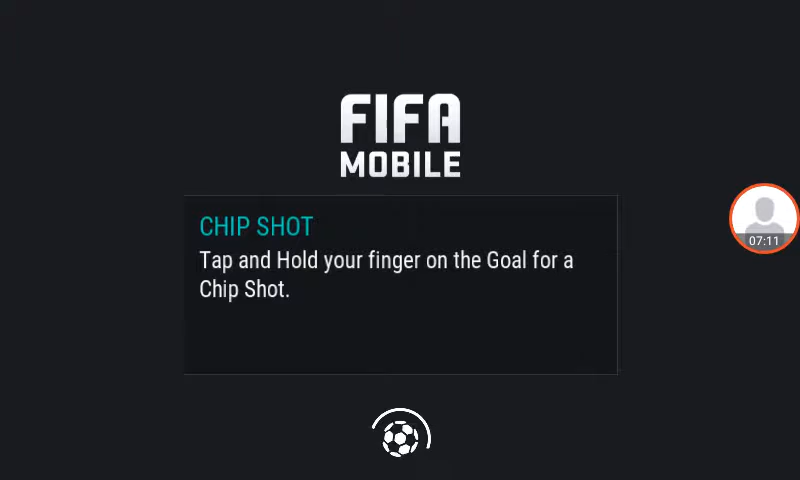 FIFA
MOBILE
CHIP SHOT
Tap and Hold your finger on the Goal for a
Chip Shot.
07:11